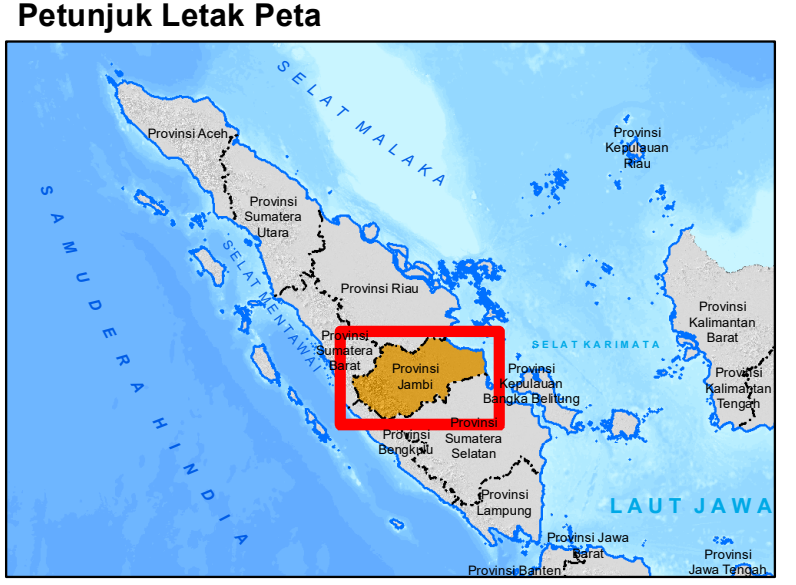 Petunjuk Letak Peta
SELAT MALAKA
Provinsi Aceh
Provinsi
Kepulauan
Riau
Provinsi
Sumatera
Utara
SAMUDERA HINDIA
SELAT MENTAWAI
Provinsi Riau
Provinsi
Kalimantan
Barat
Provinsi
Sumatera
Barat
SELAT KARIMATA
Provinsi
Jambi
Provinsi
Kepulauan
Bangka Belitung
Provinsi
Kalimantan
Tengah
Provinsi
Bengkulu
Provinsi
Sumatera
Selatan
Provinsi
Lampung
LAUT JAWA
Provinsi Jawa
Barat
Provinsi Banten
Provinsi
Jawa Tengah